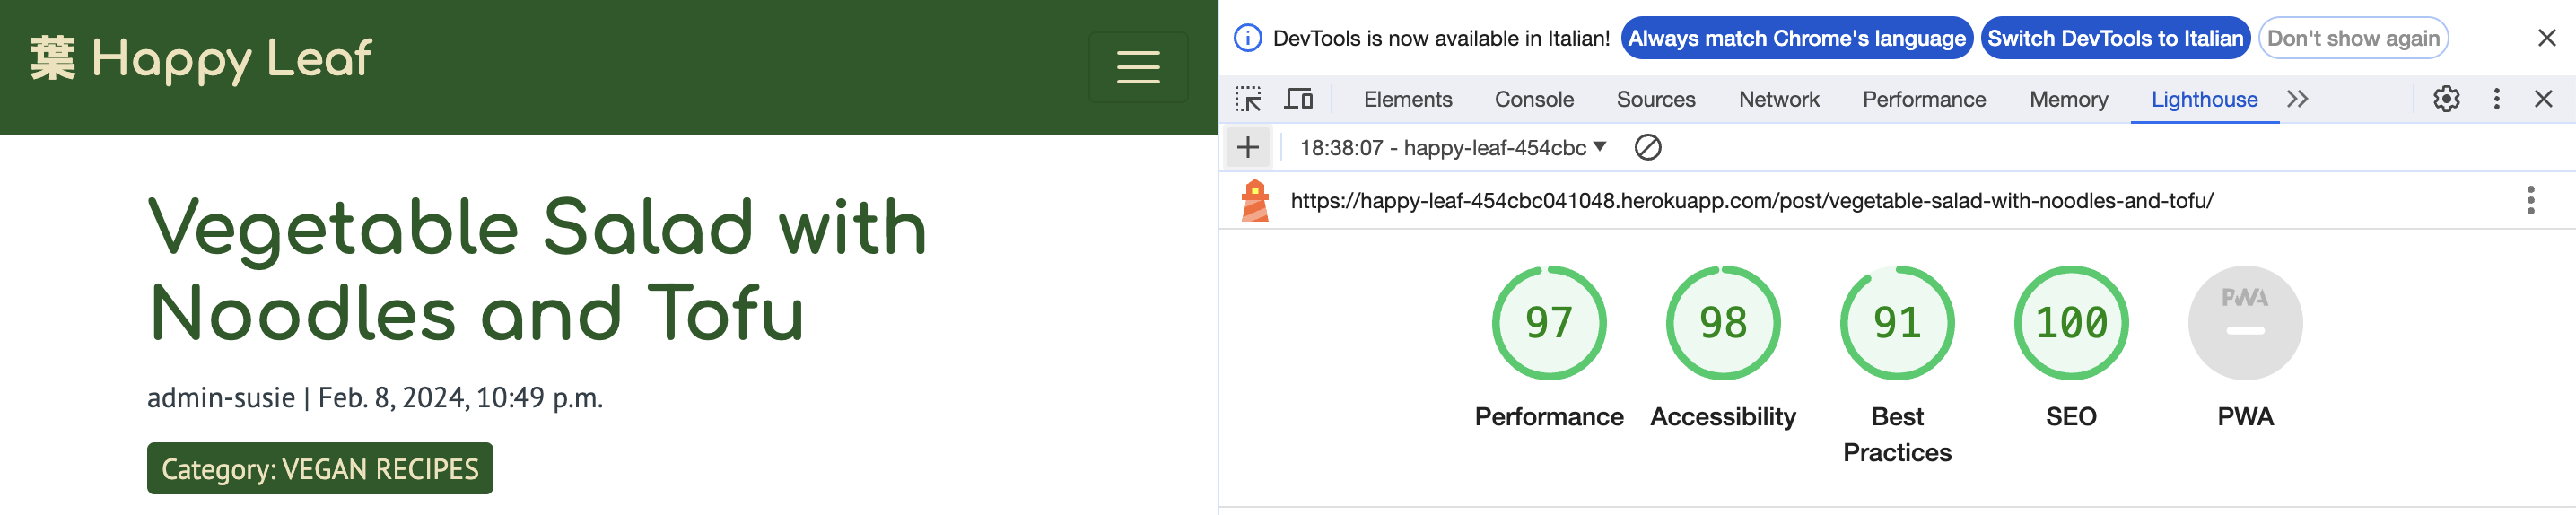 葉 Happy Leaf
Vegetable Salad with
Noodles and Tofu
admin-susie | Feb. 8, 2024, 10:49 p.m.
Category: VEGAN RECIPES
DevTools is now available in Italian! Always match Chrome's language Switch DevTools to Italian Don't show again
Elements Console Sources Network Performance Memory Lighthouse
18:38:07 - happy-leaf-454cbc
https://happy-leaf-454cbc041048.herokuapp.com/post/vegetable-salad-with-noodles-and-tofu/
97 98 91 100 PWA
Performance Accessibility Best Practices SEO PWA